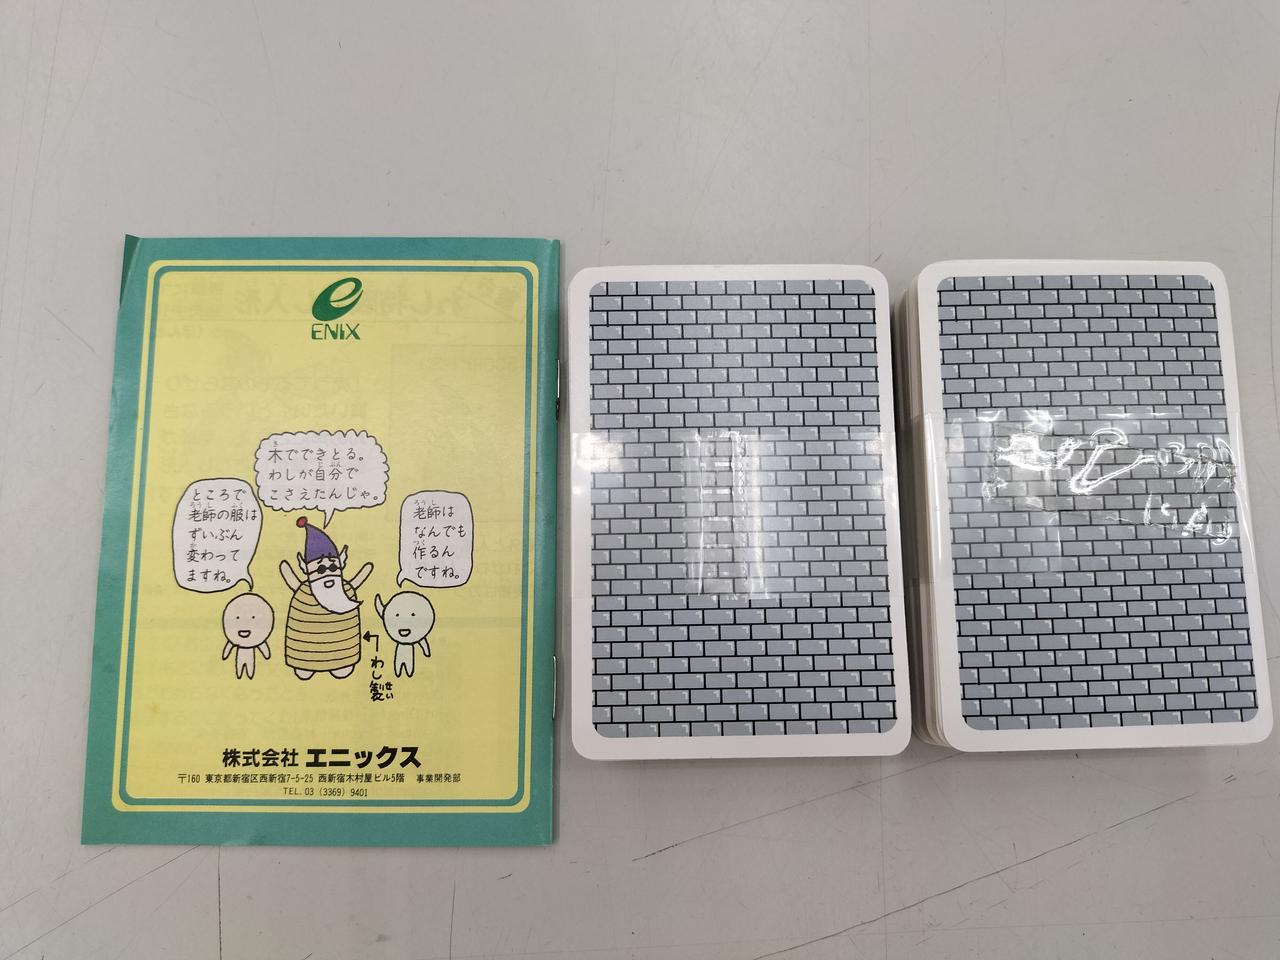 ENIX
木でできとる。
わしが自分で
こさえたんじゃ。
ところで
老師の服は
ずいぶん
変わって
ますね。
老師は
なんでも
作るん
ですね。
わし製
株式会社 エニックス
〒160 東京都新宿区西新宿7-5-25 西新宿木村屋ビル5階 事業開発部
TEL. 03 (3369) 9401